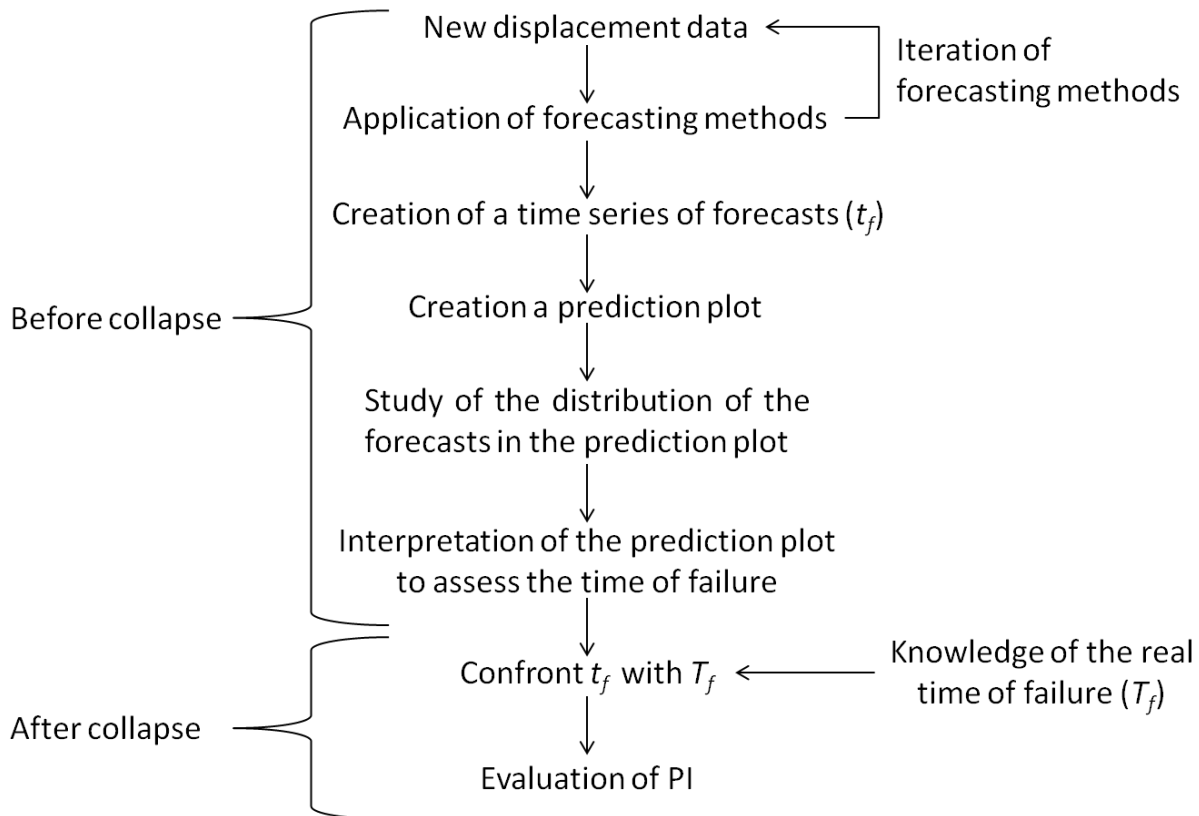 New displacement data
Iteration of
forecasting methods
Application of forecasting methods
Creation of a time series of forecasts (tf)
Creation a prediction plot
Before collapse
Study of the distribution of the
forecasts in the prediction plot
Interpretation of the prediction plot
to assess the time of failure
Confront tf with Tf
Knowledge of the real
time of failure (Tf)
After collapse
Evaluation of PI